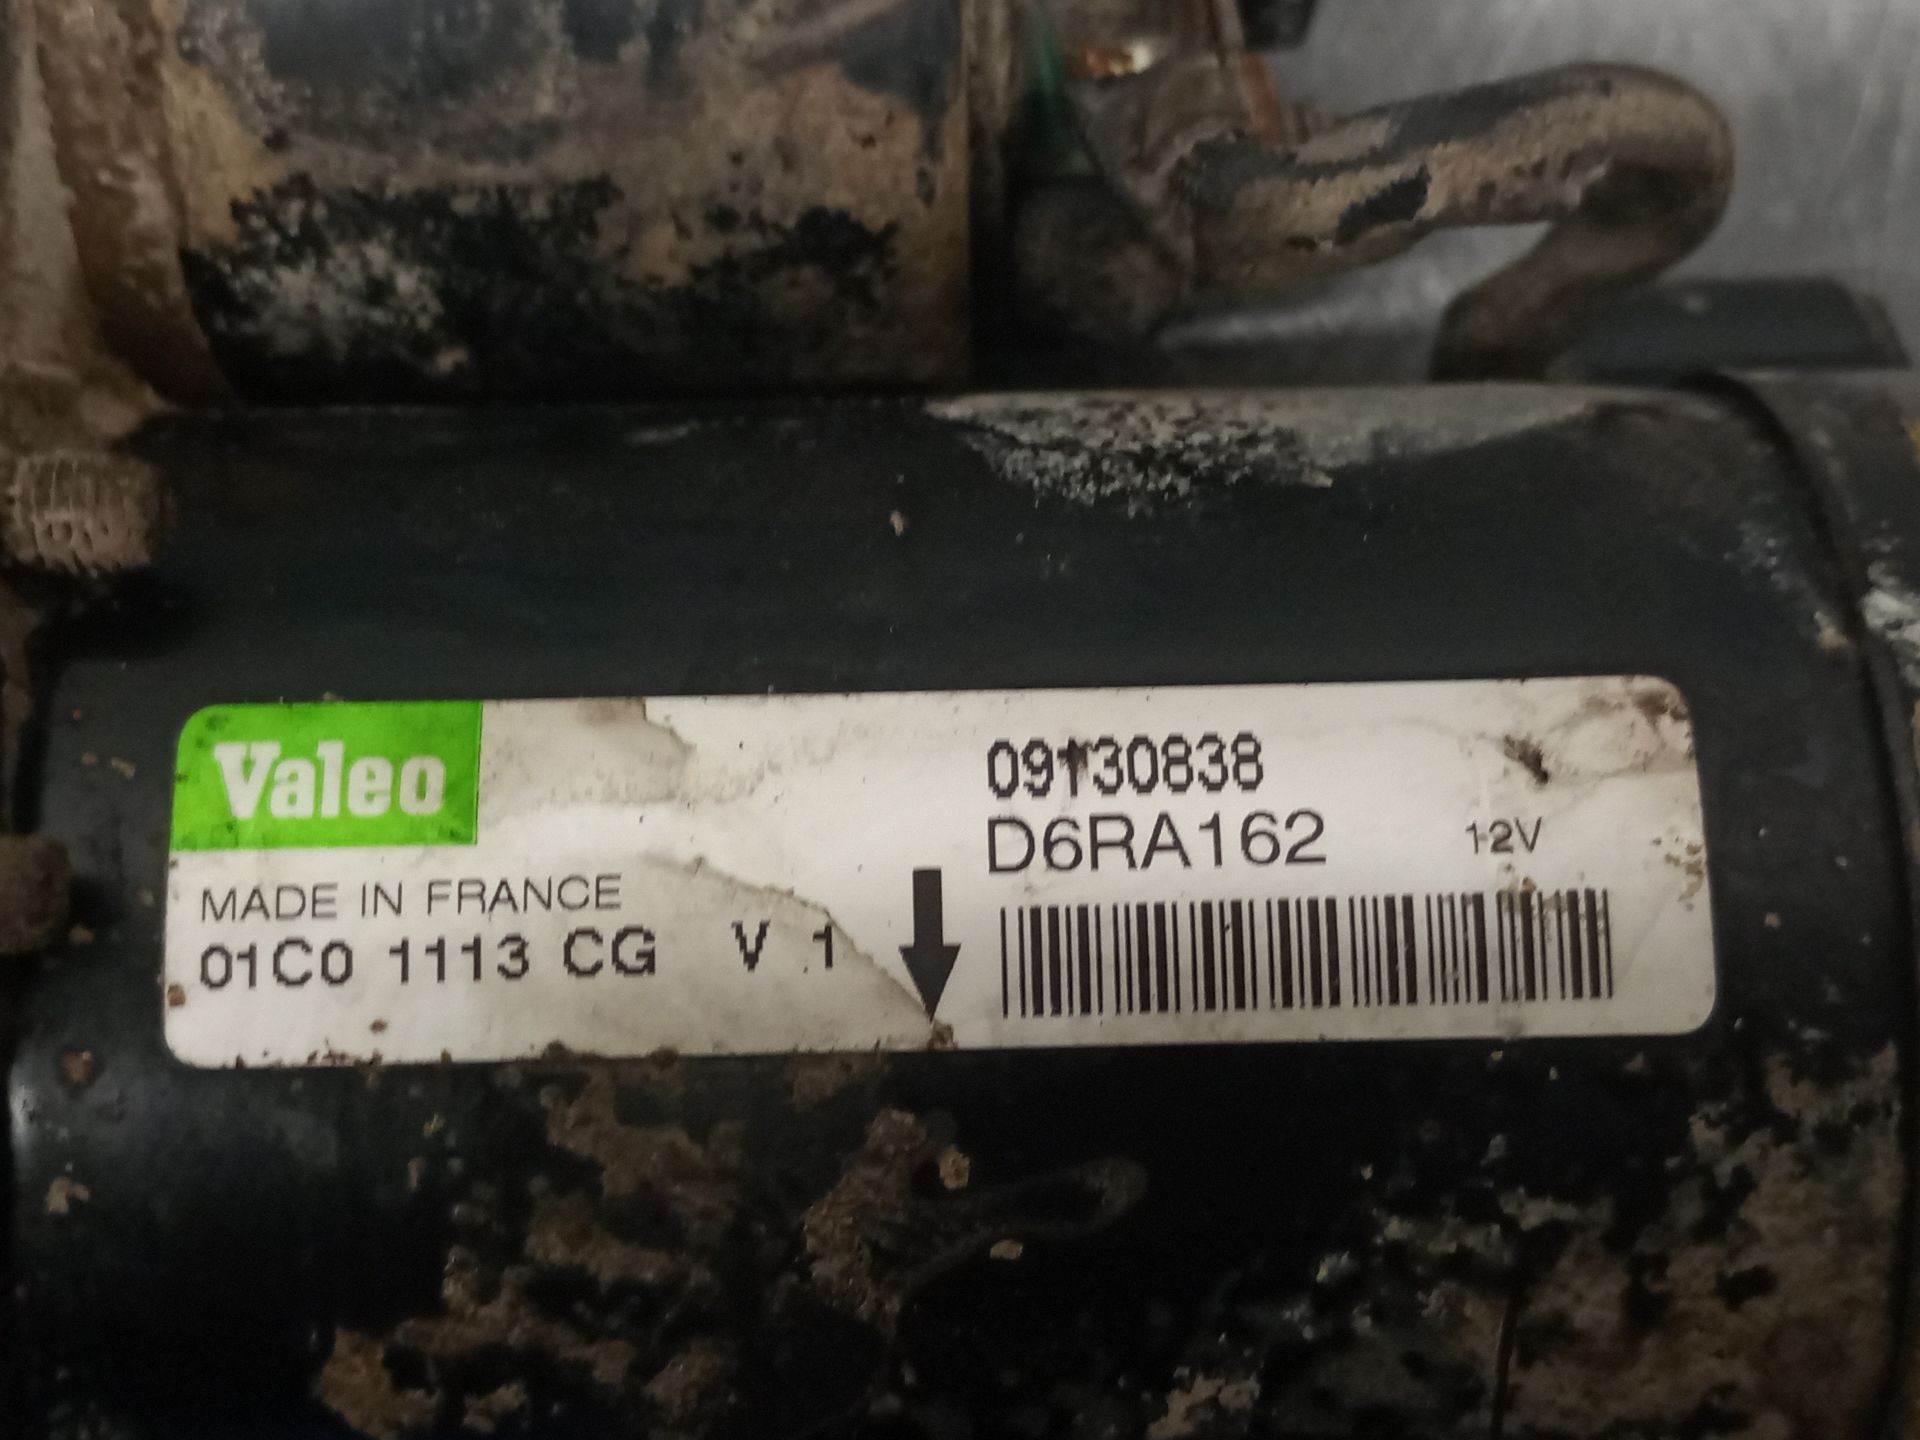 Valeo
MADE IN FRANCE
01C0 1113 CG V 1
09130838
D6RA162 12V